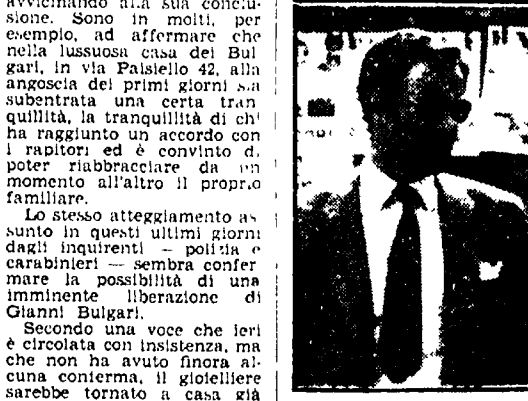 avvicinando alla sua conclu-
sione. Sono in molti, per
esempio, ad affermare che
nella lussuosa casa dei Bul
gari, in via Paisiello 42, alla
angoscia dei primi giorni sia
subentrata una certa tran
quillità, la tranquillità di chi
ha raggiunto un accordo con
i rapitori ed è convinto di
poter riabbracciare da un
momento all'altro il proprio
familiare.
Lo stesso atteggiamento as
sunto in questi ultimi giorni
dagli inquirenti — polizia e
carabinieri — sembra confer
mare la possibilità di una
imminente liberazione di
Gianni Bulgari.
Secondo una voce che ieri
è circolata con insistenza, ma
che non ha avuto finora al-
cuna conferma, il gioielliere
sarebbe tornato a casa già